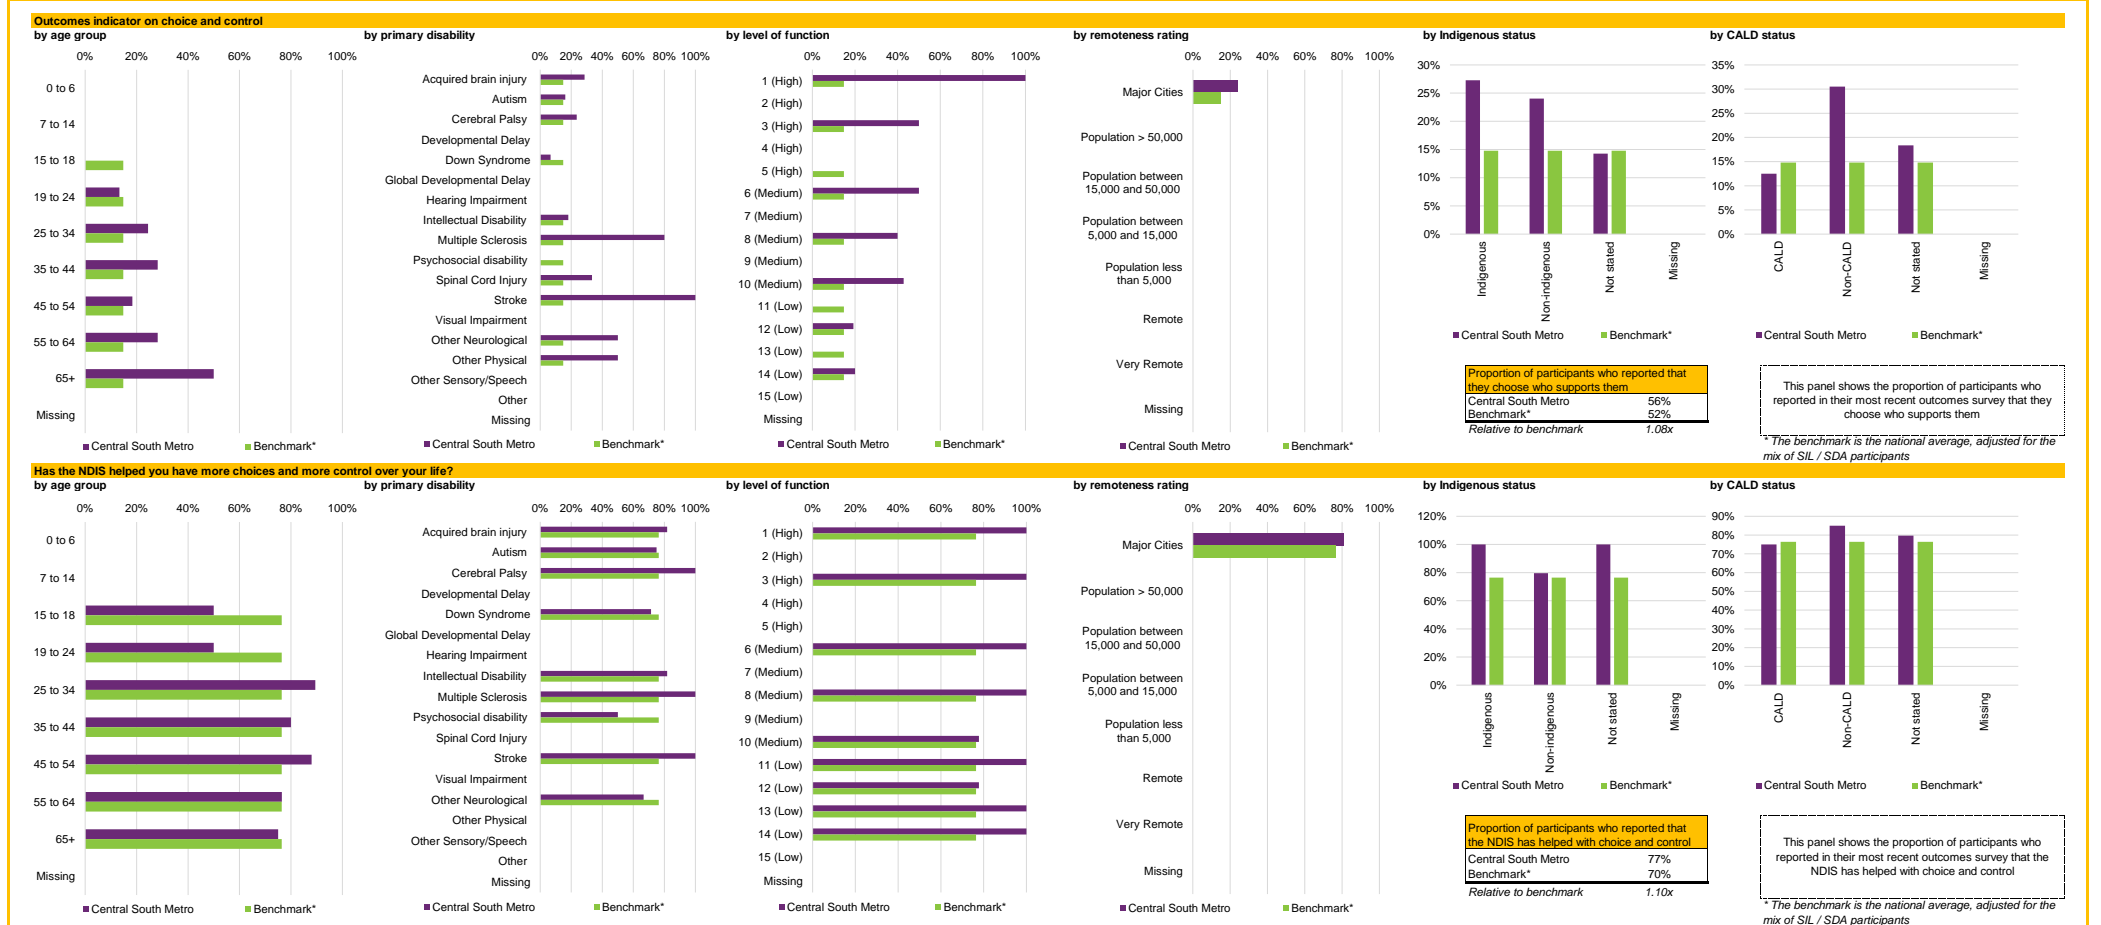 Outcomes indicator on choice and control
by age group
0% 20% 40% 60% 80% 100%
0 to 6
7 to 14
15 to 18
19 to 24
25 to 34
35 to 44
45 to 54
55 to 64
65+
Missing
Central South Metro Benchmark*
by primary disability
0% 20% 40% 60% 80% 100%
Acquired brain injury
Autism
Cerebral Palsy
Developmental Delay
Down Syndrome
Global Developmental Delay
Hearing Impairment
Intellectual Disability
Multiple Sclerosis
Psychosocial disability
Spinal Cord Injury
Stroke
Visual Impairment
Other Neurological
Other Physical
Other Sensory/Speech
Other
Missing
Central South Metro Benchmark*
by level of function
0% 20% 40% 60% 80% 100%
1 (High)
2 (High)
3 (High)
4 (High)
5 (High)
6 (Medium)
7 (Medium)
8 (Medium)
9 (Medium)
10 (Medium)
11 (Low)
12 (Low)
13 (Low)
14 (Low)
15 (Low)
Missing
Central South Metro Benchmark*
by remoteness rating
0% 20% 40% 60% 80% 100%
Major Cities
Population > 50,000
Population between
15,000 and 50,000
Population between
5,000 and 15,000
Population less
than 5,000
Remote
Very Remote
Missing
Central South Metro Benchmark*
by Indigenous status
30%
25%
20%
15%
10%
5%
0%
Indigenous
Non-indigenous
Not stated
Missing
Central South Metro Benchmark*
by CALD status
35%
30%
25%
20%
15%
10%
5%
0%
CALD
Non-CALD
Not stated
Missing
Central South Metro Benchmark*
Proportion of participants who reported that
they choose who supports them
Central South Metro 56%
Benchmark* 52%
Relative to benchmark 1.08x
This panel shows the proportion of participants who
reported in their most recent outcomes survey that they
choose who supports them
* The benchmark is the national average, adjusted for the
mix of SIL / SDA participants
Has the NDIS helped you have more choices and more control over your life?
by age group
0% 20% 40% 60% 80% 100%
0 to 6
7 to 14
15 to 18
19 to 24
25 to 34
35 to 44
45 to 54
55 to 64
65+
Missing
Central South Metro Benchmark*
by primary disability
0% 20% 40% 60% 80% 100%
Acquired brain injury
Autism
Cerebral Palsy
Developmental Delay
Down Syndrome
Global Developmental Delay
Hearing Impairment
Intellectual Disability
Multiple Sclerosis
Psychosocial disability
Spinal Cord Injury
Stroke
Visual Impairment
Other Neurological
Other Physical
Other Sensory/Speech
Other
Missing
Central South Metro Benchmark*
by level of function
0% 20% 40% 60% 80% 100%
1 (High)
2 (High)
3 (High)
4 (High)
5 (High)
6 (Medium)
7 (Medium)
8 (Medium)
9 (Medium)
10 (Medium)
11 (Low)
12 (Low)
13 (Low)
14 (Low)
15 (Low)
Missing
Central South Metro Benchmark*
by remoteness rating
0% 20% 40% 60% 80% 100%
Major Cities
Population > 50,000
Population between
15,000 and 50,000
Population between
5,000 and 15,000
Population less
than 5,000
Remote
Very Remote
Missing
Central South Metro Benchmark*
by Indigenous status
120%
100%
80%
60%
40%
20%
0%
Indigenous
Non-indigenous
Not stated
Missing
Central South Metro Benchmark*
by CALD status
90%
80%
70%
60%
50%
40%
30%
20%
10%
0%
CALD
Non-CALD
Not stated
Missing
Central South Metro Benchmark*
Proportion of participants who reported that
the NDIS has helped with choice and control
Central South Metro 77%
Benchmark* 70%
Relative to benchmark 1.10x
This panel shows the proportion of participants who
reported in their most recent outcomes survey that the
NDIS has helped with choice and control
* The benchmark is the national average, adjusted for the
mix of SIL / SDA participants